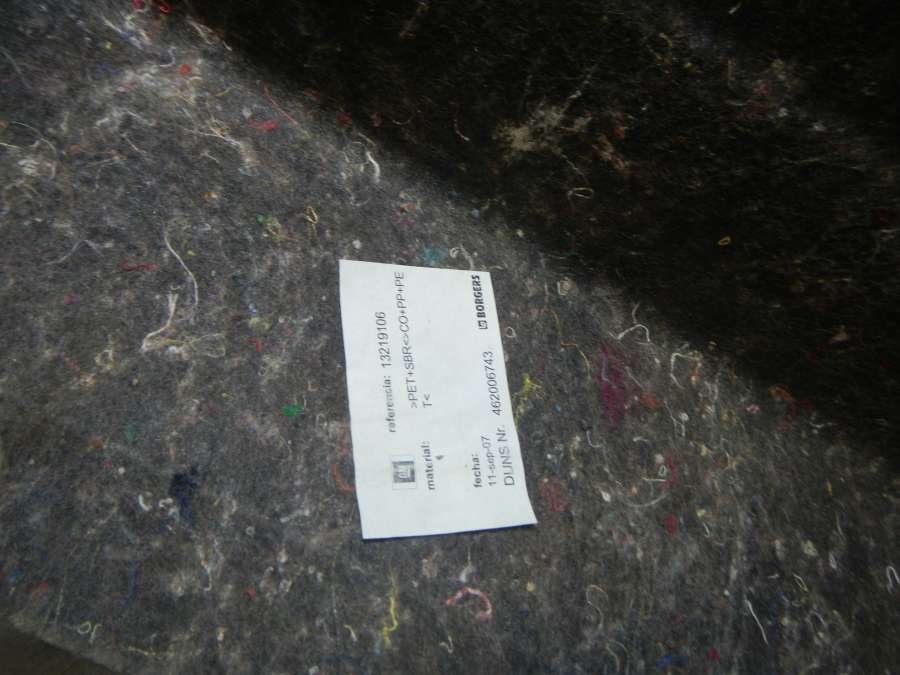 referencia: 13219106
material: >PET+SBR<>CO+PP+PE
T<
fecha:
11-sep-07
DUNS Nr. 462006743
BORGERS